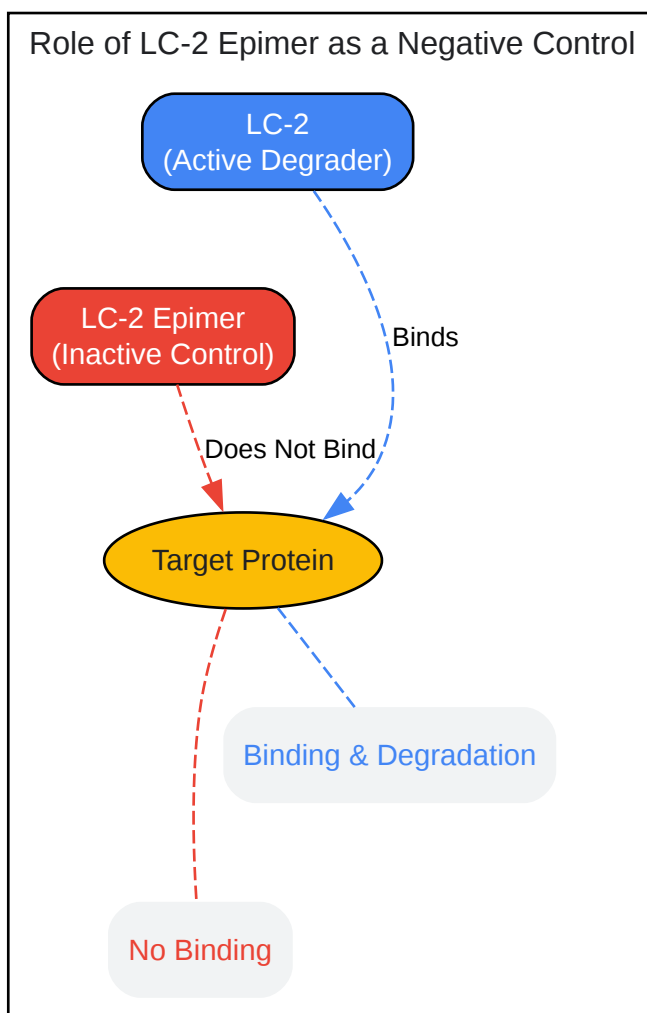 Role of LC-2 Epimer as a Negative Control
LC-2
(Active Degrader)
LC-2 Epimer
(Inactive Control)
Binds
Does Not Bind
Target Protein
Binding & Degradation
No Binding